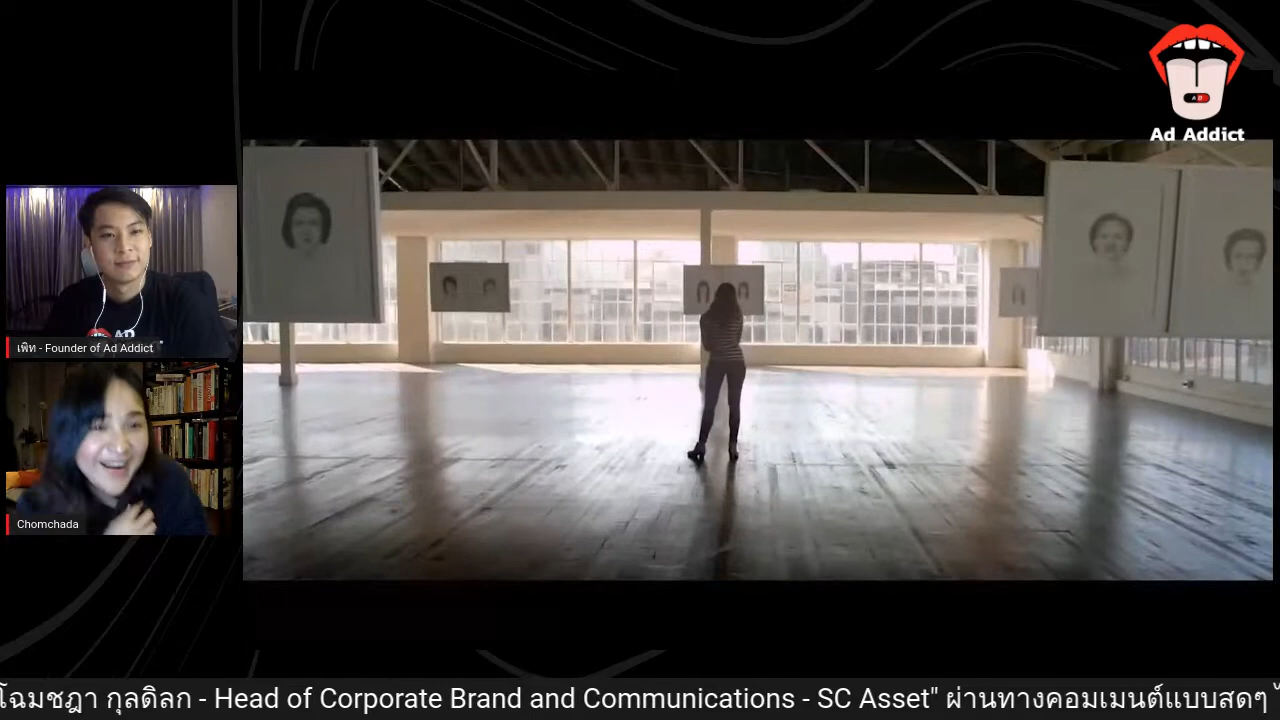 Ad Addict
เพิท - Founder of Ad Addict
Chomchada
โฉมชฎา กุลดิลก - Head of Corporate Brand and Communications - SC Asset" ผ่านทางคอมเมนต์แบบสดๆ